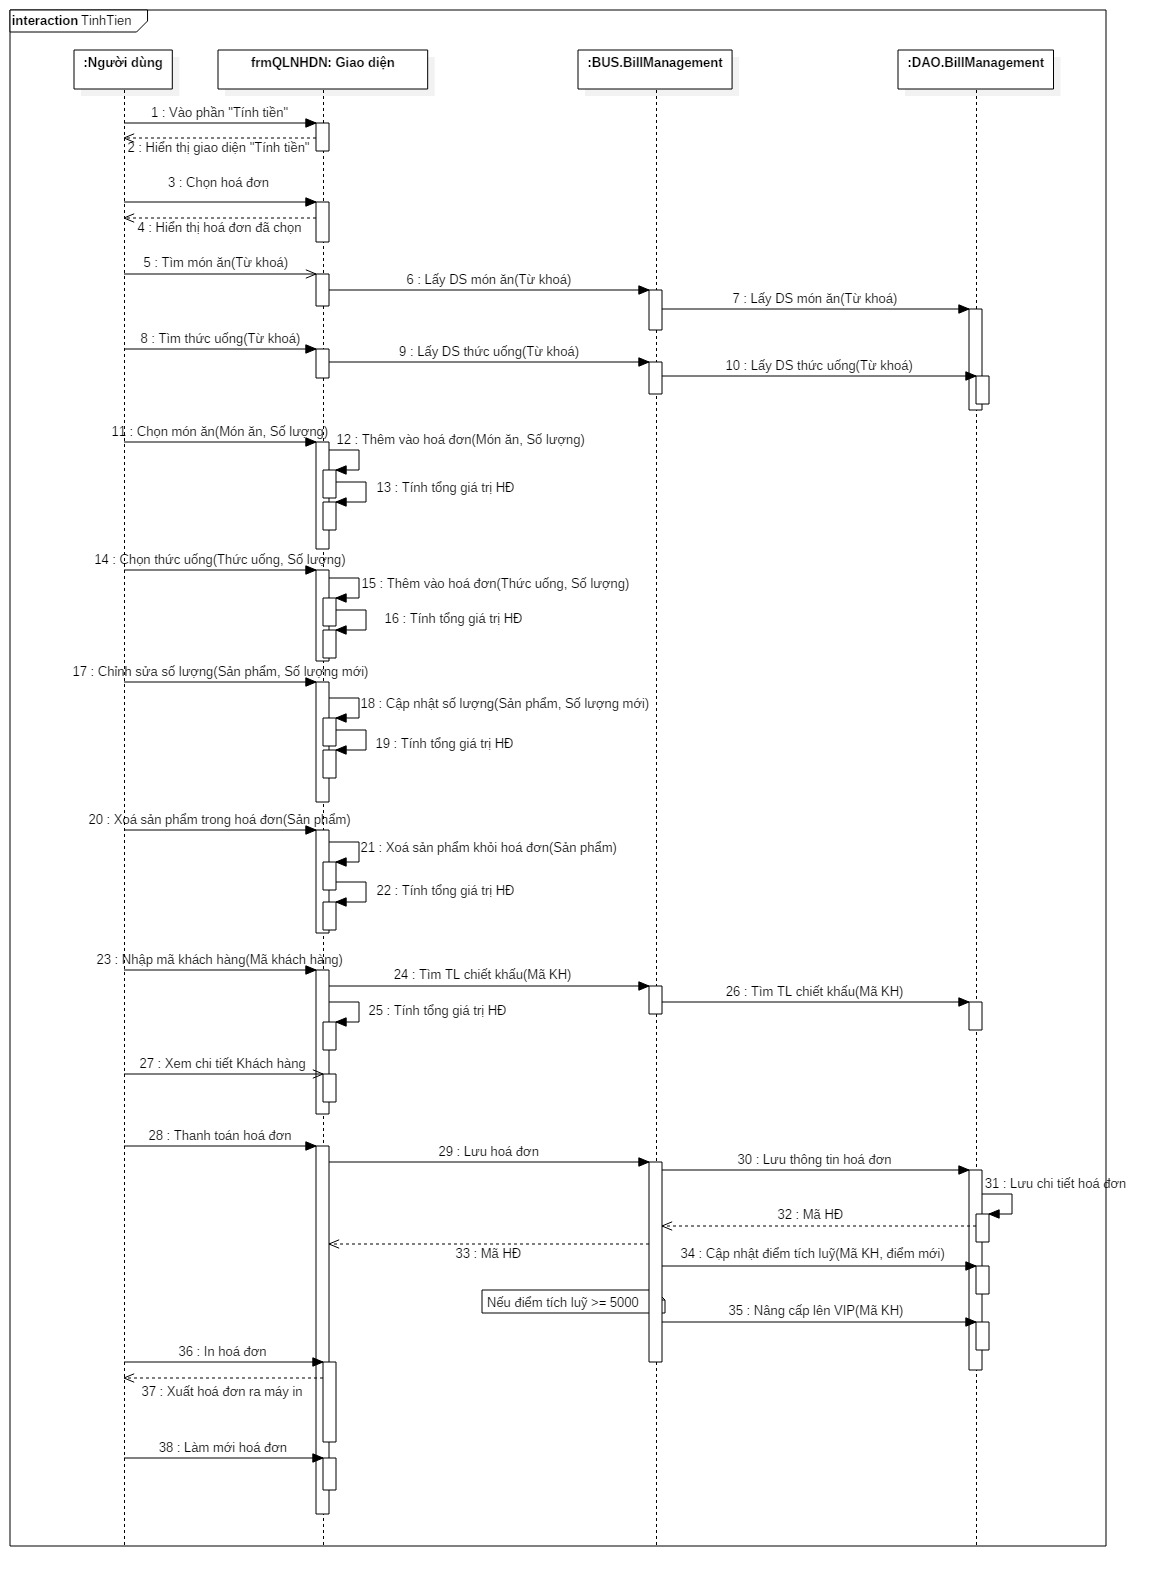 interaction TinhTien
:Người dùng
frmQLNHDN: Giao diện
:BUS.BillManagement
:DAO.BillManagement
1 : Vào phần "Tính tiền"
2 : Hiển thị giao diện "Tính tiền"
3 : Chọn hoá đơn
4 : Hiển thị hoá đơn đã chọn
5 : Tìm món ăn(Từ khoá)
6 : Lấy DS món ăn(Từ khoá)
7 : Lấy DS món ăn(Từ khoá)
8 : Tìm thức uống(Từ khoá)
9 : Lấy DS thức uống(Từ khoá)
10 : Lấy DS thức uống(Từ khoá)
11 : Chọn món ăn(Món ăn, Số lượng)
12 : Thêm vào hoá đơn(Món ăn, Số lượng)
13 : Tính tổng giá trị HĐ
14 : Chọn thức uống(Thức uống, Số lượng)
15 : Thêm vào hoá đơn(Thức uống, Số lượng)
16 : Tính tổng giá trị HĐ
17 : Chỉnh sửa số lượng(Sản phẩm, Số lượng mới)
18 : Cập nhật số lượng(Sản phẩm, Số lượng mới)
19 : Tính tổng giá trị HĐ
20 : Xoá sản phẩm trong hoá đơn(Sản phẩm)
21 : Xoá sản phẩm khỏi hoá đơn(Sản phẩm)
22 : Tính tổng giá trị HĐ
23 : Nhập mã khách hàng(Mã khách hàng)
24 : Tìm TL chiết khấu(Mã KH)
25 : Tính tổng giá trị HĐ
26 : Tìm TL chiết khấu(Mã KH)
27 : Xem chi tiết Khách hàng
28 : Thanh toán hoá đơn
29 : Lưu hoá đơn
30 : Lưu thông tin hoá đơn
31 : Lưu chi tiết hoá đơn
32 : Mã HĐ
33 : Mã HĐ
34 : Cập nhật điểm tích luỹ(Mã KH, điểm mới)
Nếu điểm tích luỹ >= 5000
35 : Nâng cấp lên VIP(Mã KH)
36 : In hoá đơn
37 : Xuất hoá đơn ra máy in
38 : Làm mới hoá đơn